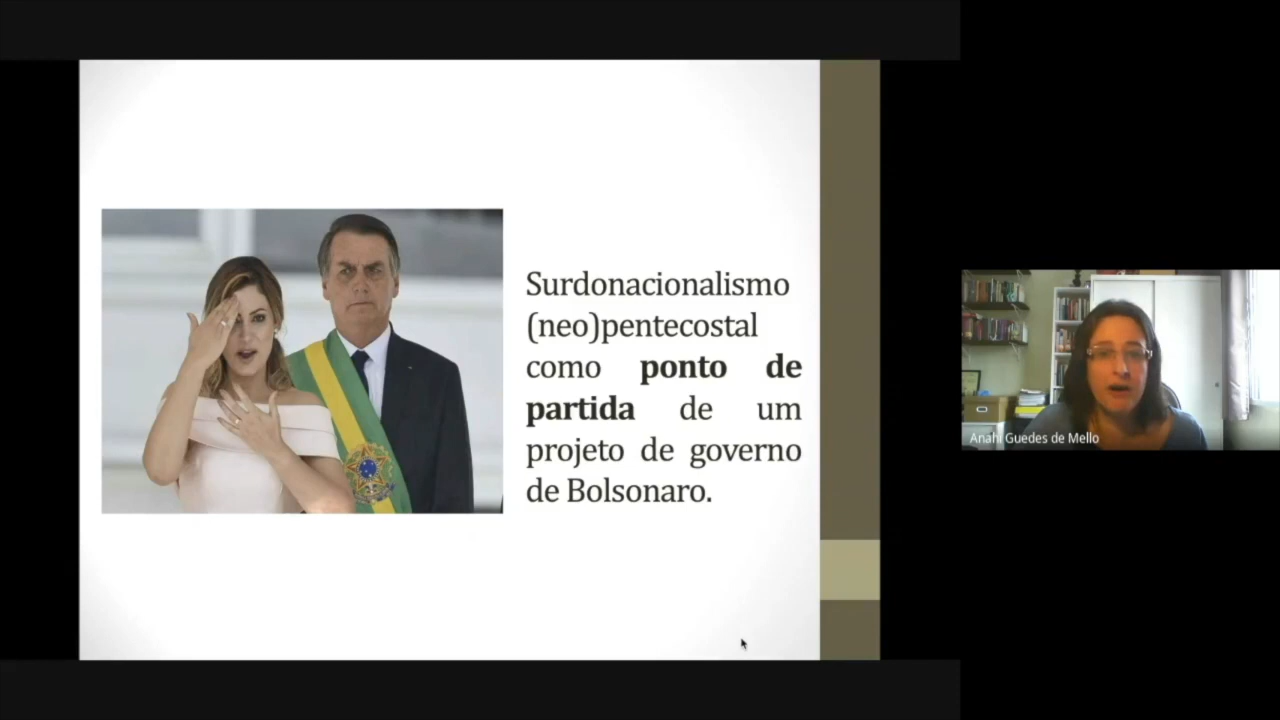 Surdonacionalismo
(neo)pentecostal
como ponto de
partida de um
projeto de governo
de Bolsonaro.
Anahi Guedes de Mello